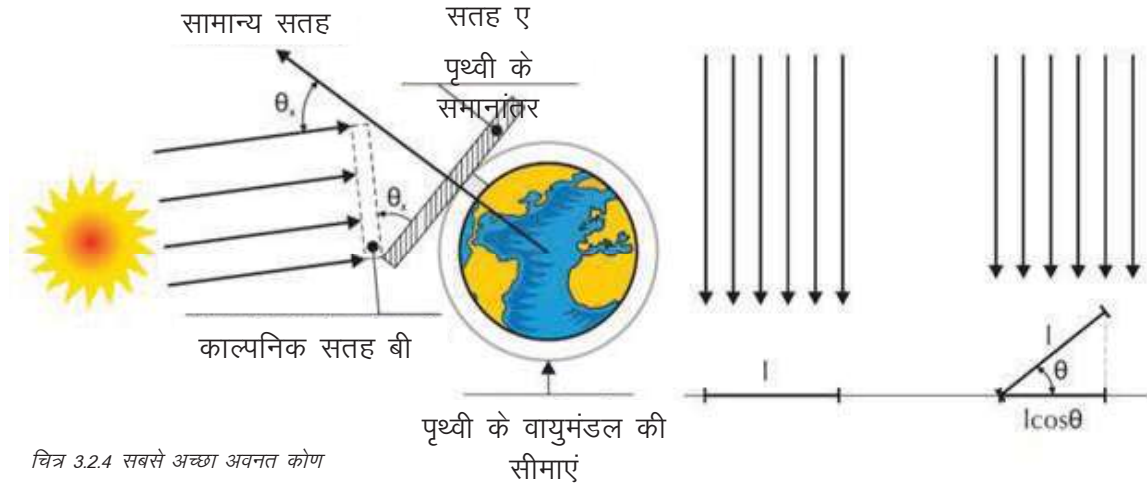 सामान्य सतह
सतह ए
पृथ्वी के
समानांतर
θx
θx
काल्पनिक सतह बी
पृथ्वी के वायुमंडल की
सीमाएं
l
l
θ
lcosθ
चित्र 3.2.4 सबसे अच्छा अवनत कोण